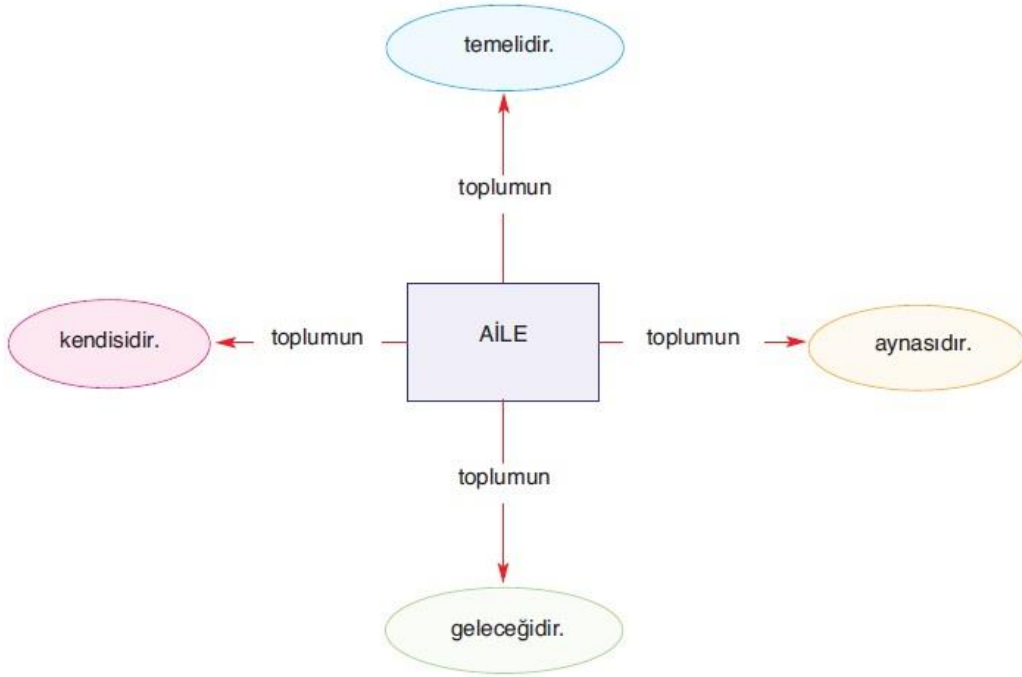 temelidir.
toplumun
kendisidir.
toplumun
AİLE
toplumun
aynasıdır.
toplumun
geleceğidir.